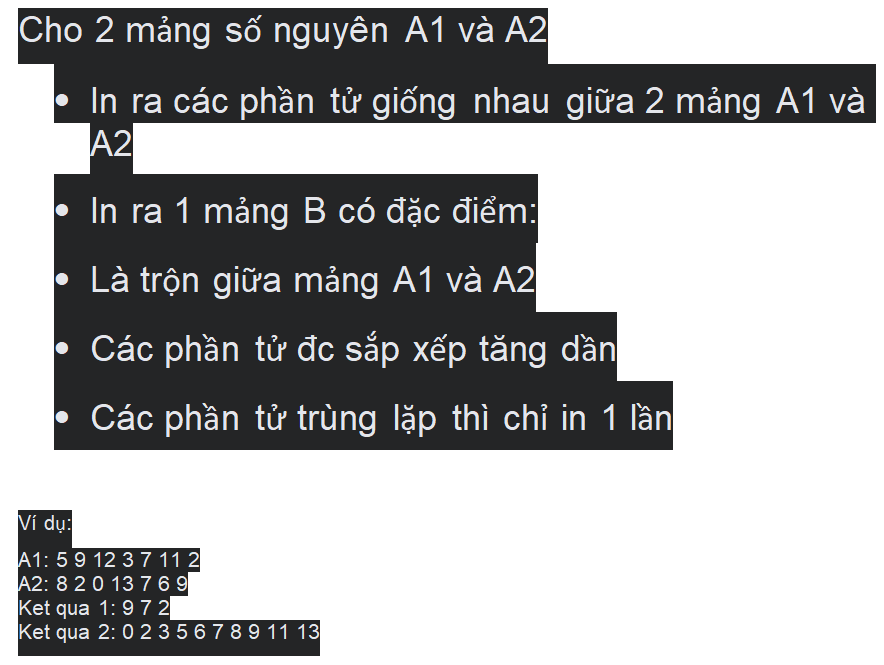 Cho 2 mảng số nguyên A1 và A2
• In ra các phần tử giống nhau giữa 2 mảng A1 và
A2
• In ra 1 mảng B có đặc điểm:
• Là trộn giữa mảng A1 và A2
• Các phần tử đc sắp xếp tăng dần
• Các phần tử trùng lặp thì chỉ in 1 lần
Ví dụ:
A1: 5 9 12 3 7 11 2
A2: 8 2 0 13 7 6 9
Ket qua 1: 9 7 2
Ket qua 2: 0 2 3 5 6 7 8 9 11 13